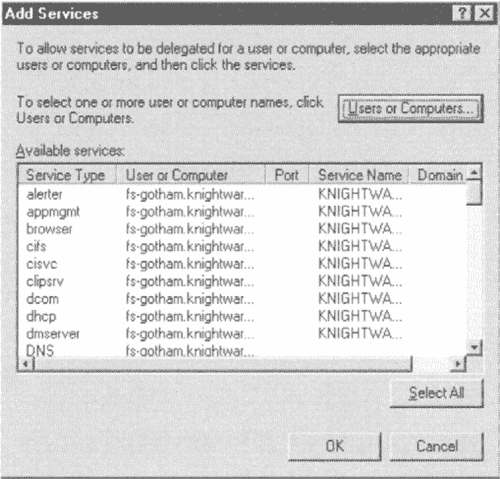 Add Services
To allow services to be delegated for a user or computer, select the appropriate
users or computers, and then click the services.
To select one or more user or computer names, click
Users or Computers.
Users or Computers...
Available services:
Service Type User or Computer Port Service Name Domain
alerter fs-gotham.knightwar... KNIGHTWA...
appmgmt fs-gotham.knightwar... KNIGHTWA...
browser fs-gotham.knightwar... KNIGHTWA...
cifs fs-gotham.knightwar... KNIGHTWA...
cisvc fs-gotham.knightwar... KNIGHTWA...
clipsrv fs-gotham.knightwar... KNIGHTWA...
dcom fs-gotham.knightwar... KNIGHTWA...
dhcp fs-gotham.knightwar... KNIGHTWA...
dmserver fs-gotham.knightwar... KNIGHTWA...
DNS fs-gotham.knightwar...
Select All
OK Cancel